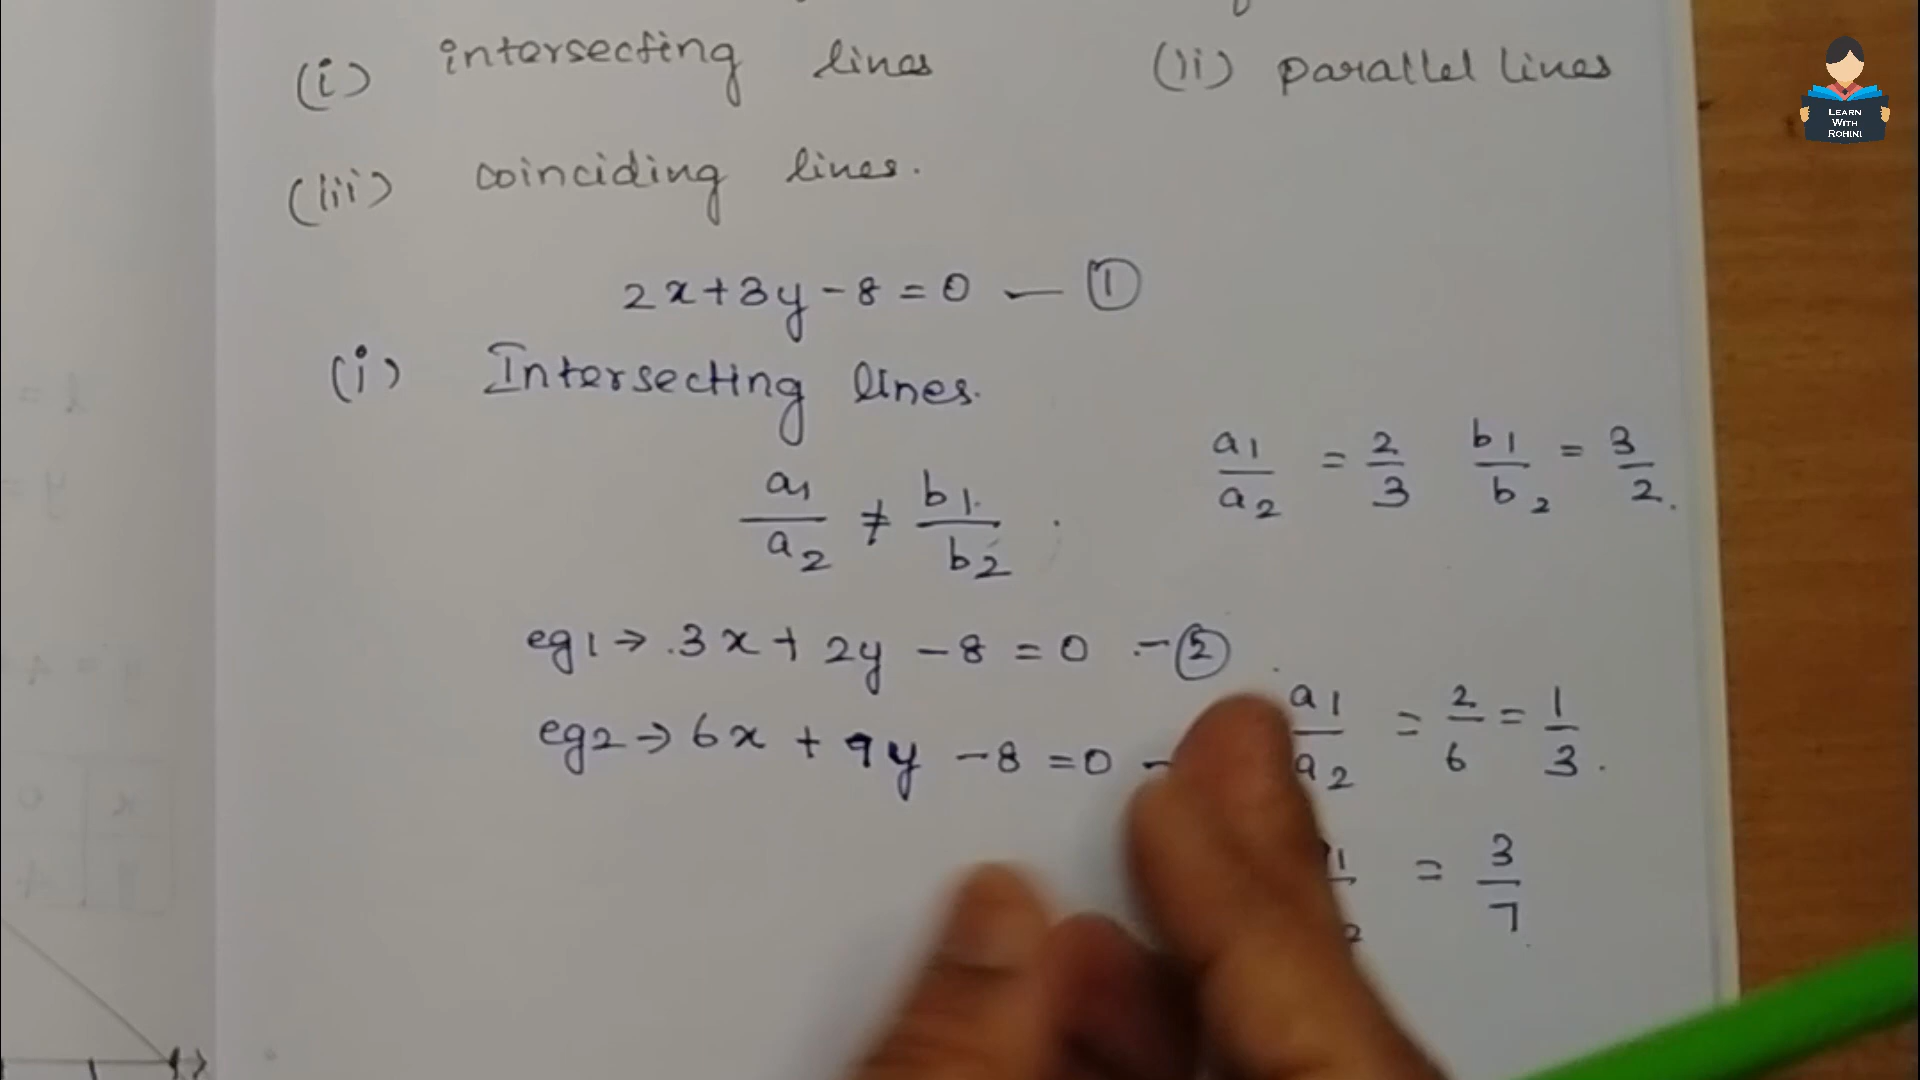 (i) intersecting lines (ii) parallel lines
(iii) coinciding lines.
2x+3y-8=0 — ①
(i) Intersecting lines.
a1/a2 ≠ b1/b2 . a1/a2 = 2/3 b1/b2 = 3/2.
eg1→ 3x+2y-8=0 -②
eg2→ 6x+9y-8=0 - a1/a2 = 2/6 = 1/3.
= 3/7
LEARN
WITH
ROHINI